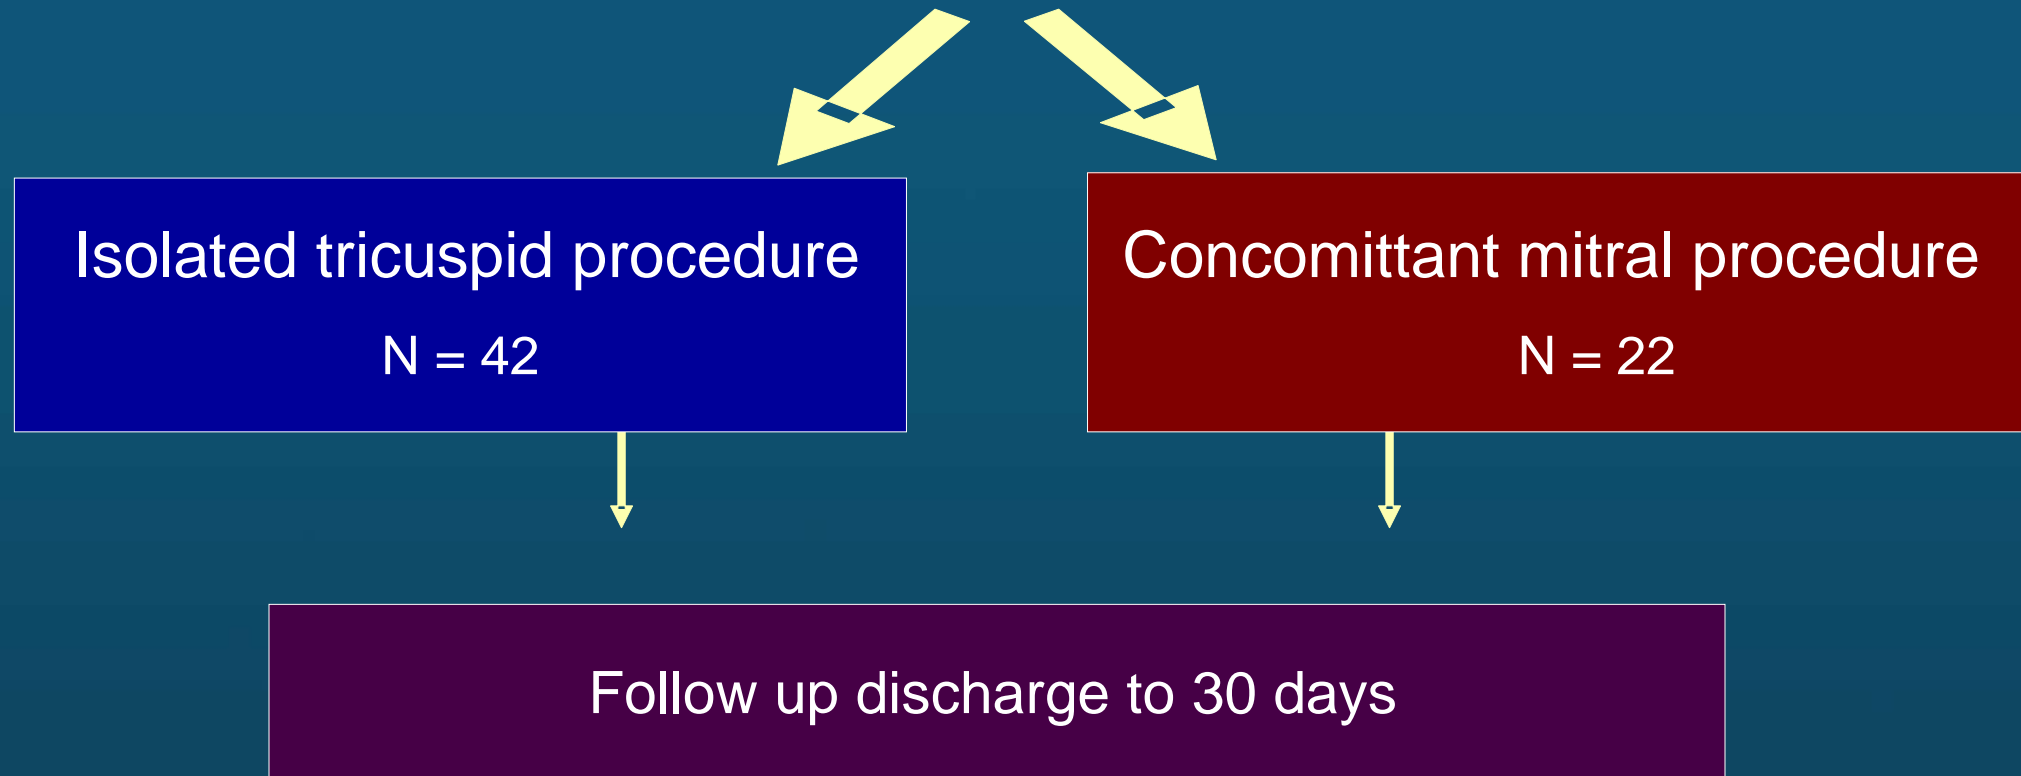 Isolated tricuspid procedure
N = 42
Concomittant mitral procedure
N = 22
Follow up discharge to 30 days